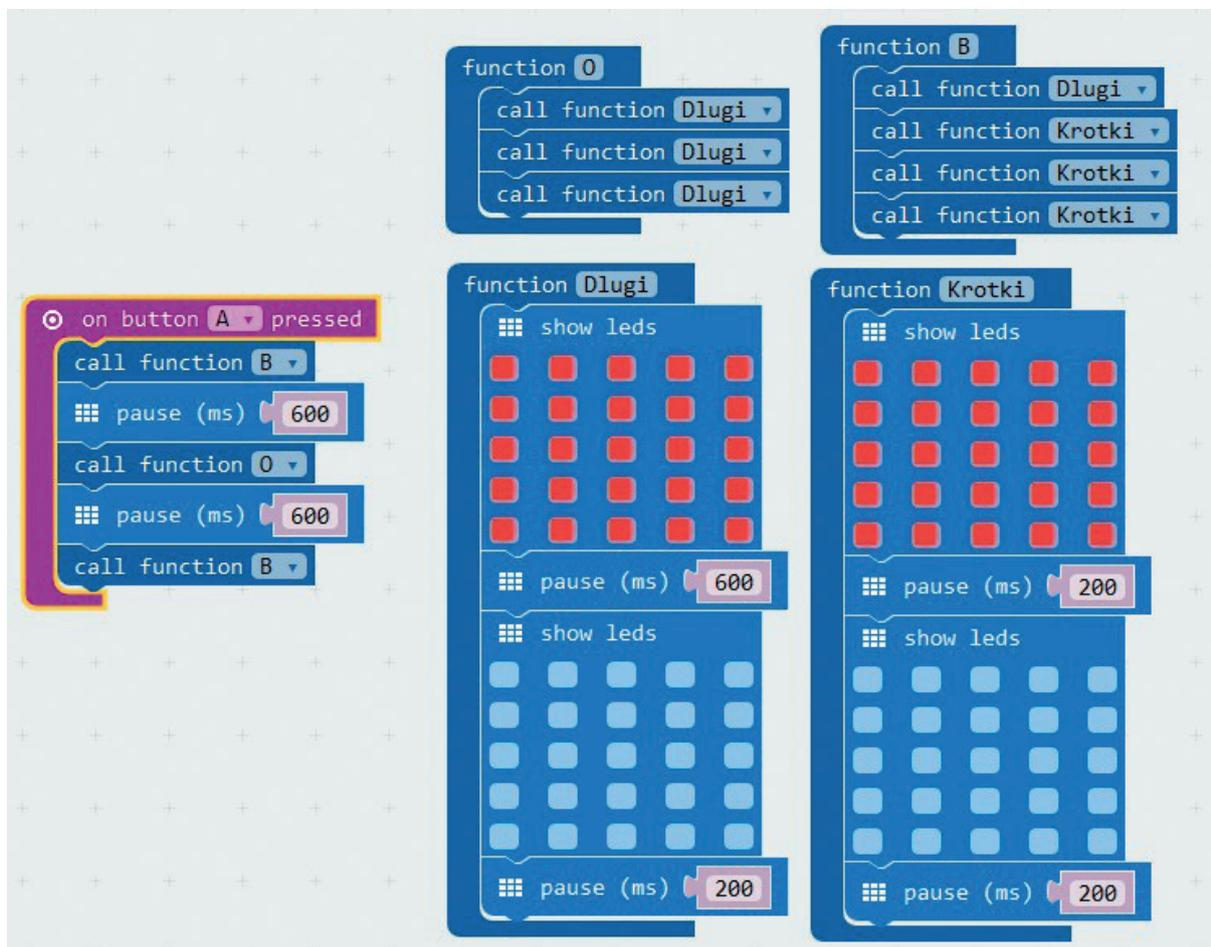 function O
call function Dlugi
call function Dlugi
call function Dlugi
function B
call function Dlugi
call function Krotki
call function Krotki
call function Krotki
on button A pressed
call function B
pause (ms) 600
call function O
pause (ms) 600
call function B
function Dlugi
show leds
pause (ms) 600
show leds
pause (ms) 200
function Krotki
show leds
pause (ms) 200
show leds
pause (ms) 200